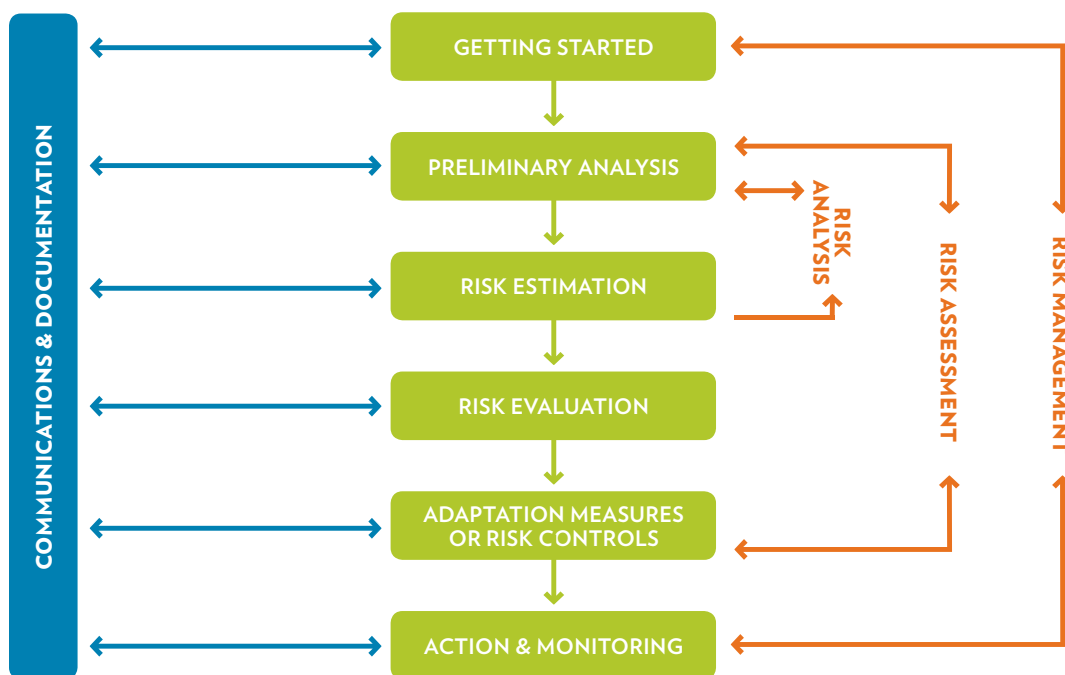 COMMUNICATIONS & DOCUMENTATION
GETTING STARTED
PRELIMINARY ANALYSIS
RISK ESTIMATION
RISK EVALUATION
ADAPTATION MEASURES
OR RISK CONTROLS
ACTION & MONITORING
RISK
ANALYSIS
RISK ASSESSMENT
RISK MANAGEMENT